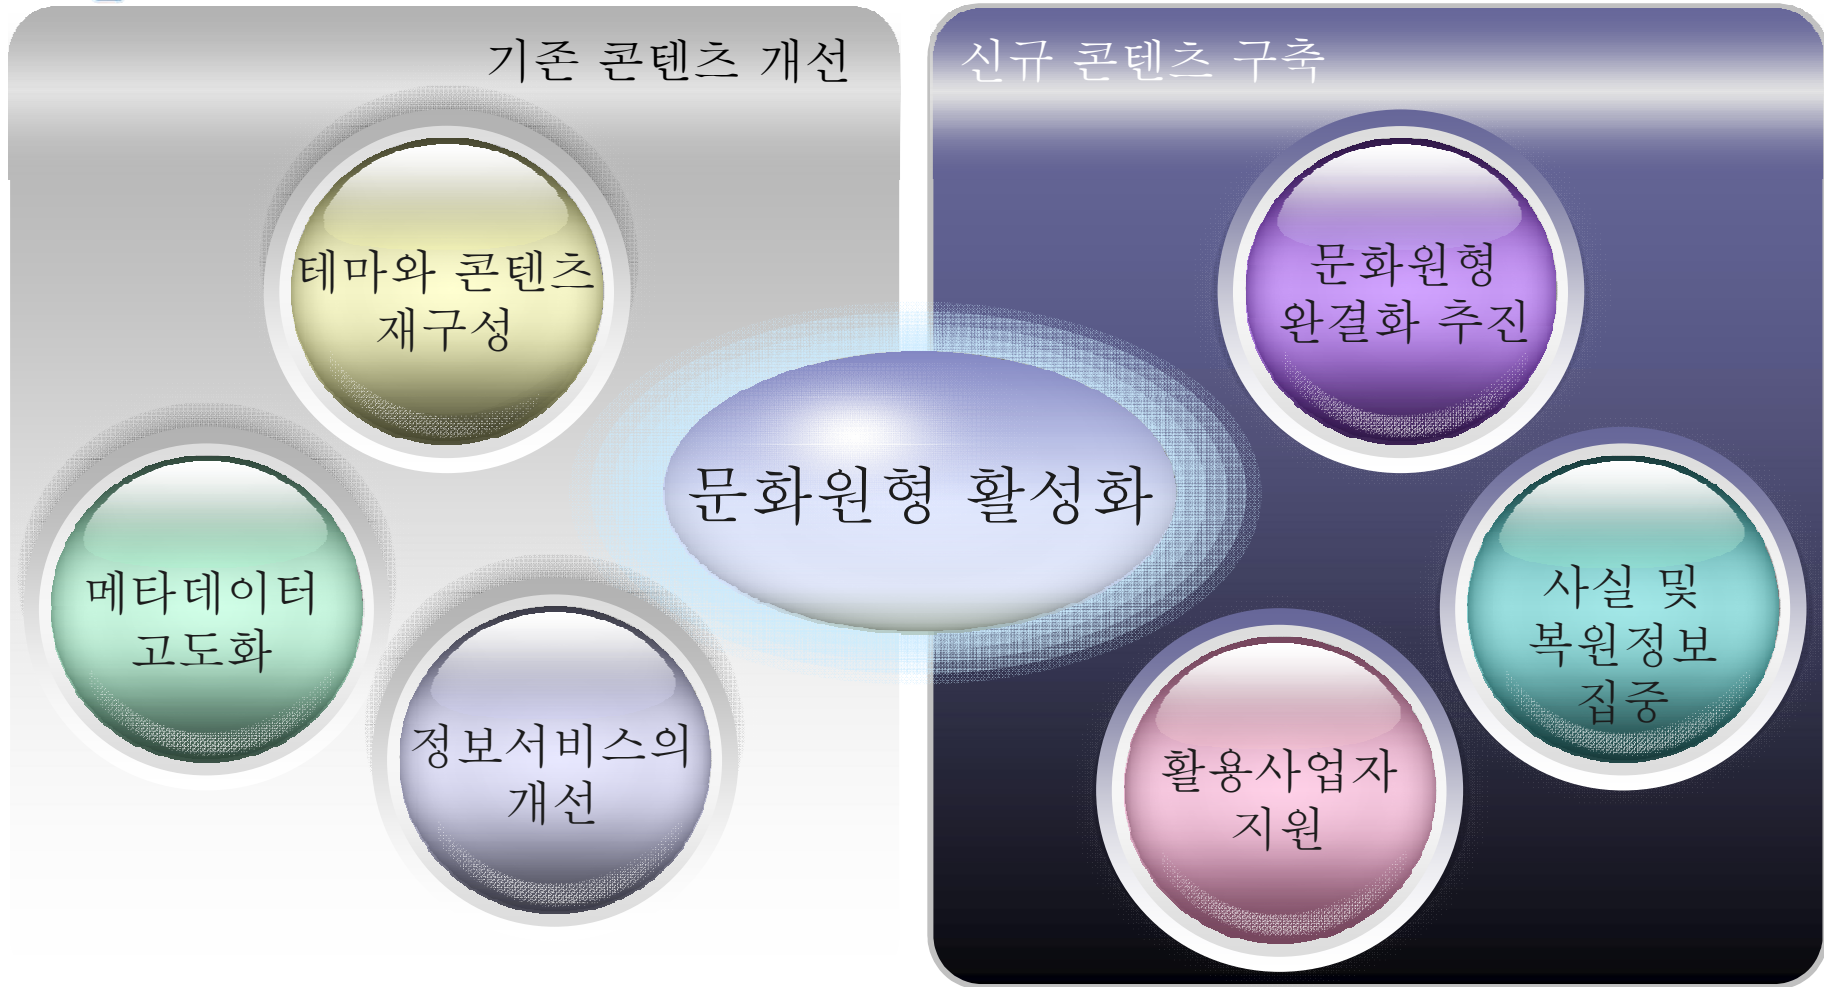 기존 콘텐츠 개선
테마와 콘텐츠
재구성
메타데이터
고도화
정보서비스의
개선
문화원형 활성화
신규 콘텐츠 구축
문화원형
완결화 추진
사실 및
복원정보
집중
활용사업자
지원